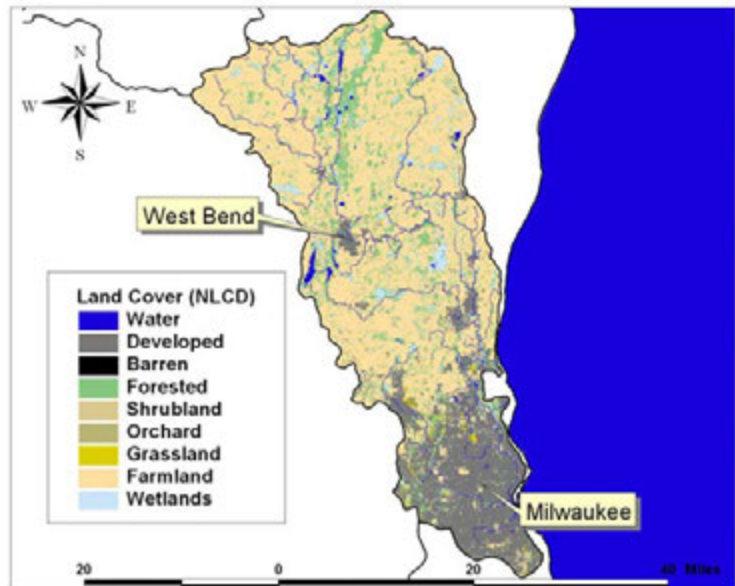 N
W E
S
West Bend
Land Cover (NLCD)
Water
Developed
Barren
Forested
Shrubland
Orchard
Grassland
Farmland
Wetlands
Milwaukee
20 0 20 40 Miles